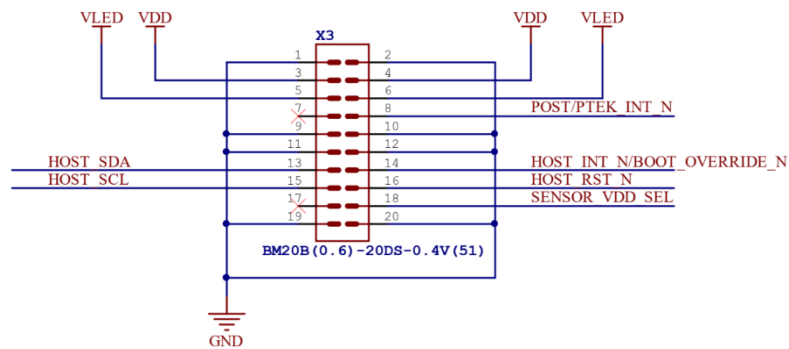 VLED VDD VDD VLED
X3
1 2
3 4
5 6
7 8 POST/PTEK_INT_N
9 10
11 12
HOST_SDA 13 14 HOST_INT_N/BOOT_OVERRIDE_N
HOST_SCL 15 16 HOST_RST_N
17 18 SENSOR_VDD_SEL
19 20
BM20B(0.6)-20DS-0.4V(51)
GND